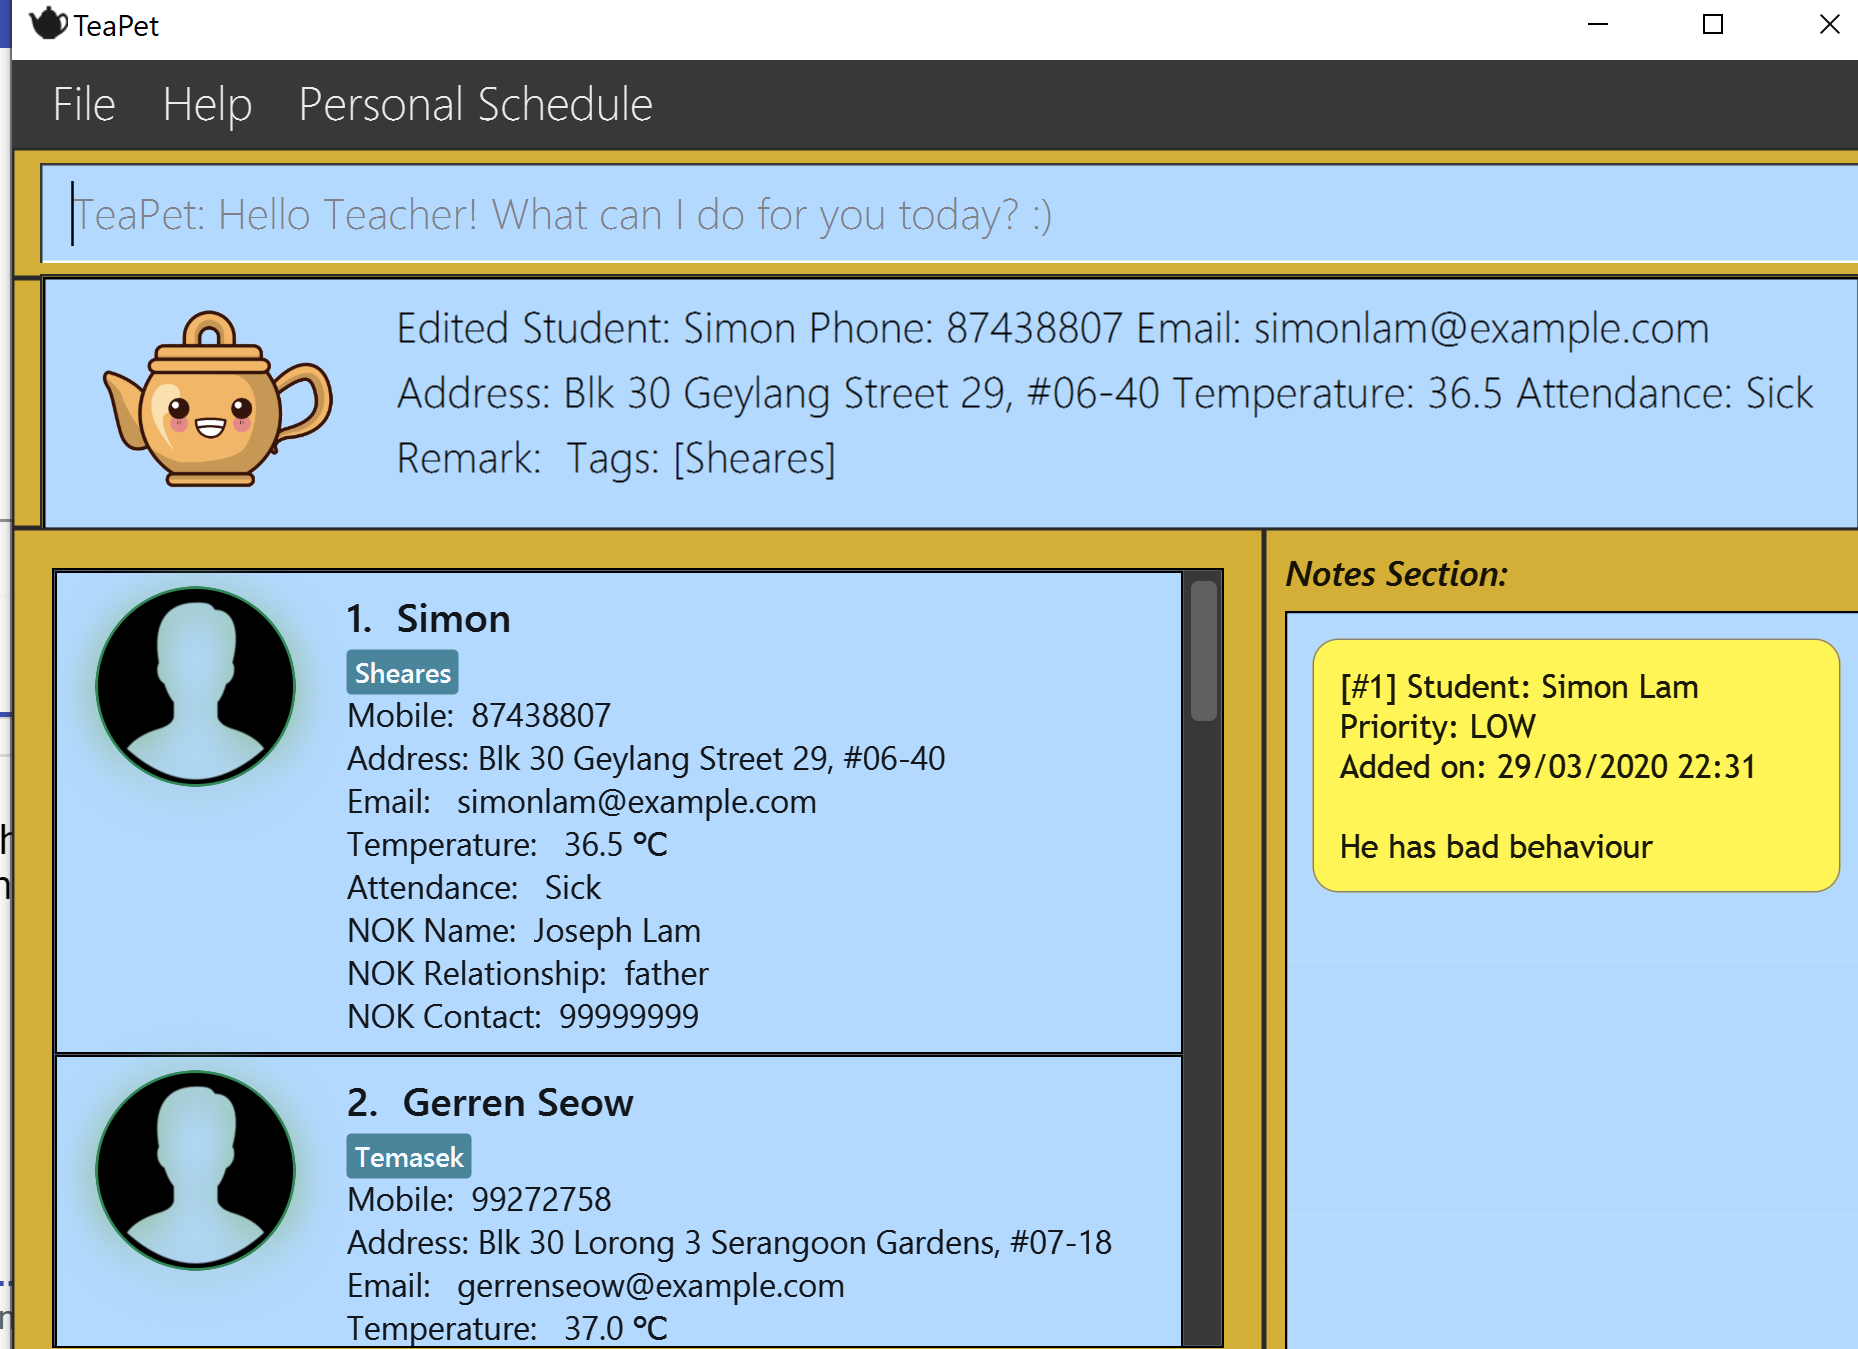 TeaPet
File Help Personal Schedule
TeaPet: Hello Teacher! What can I do for you today? :)
Edited Student: Simon Phone: 87438807 Email: simonlam@example.com
Address: Blk 30 Geylang Street 29, #06-40 Temperature: 36.5 Attendance: Sick
Remark: Tags: [Sheares]
1. Simon
Sheares
Mobile: 87438807
Address: Blk 30 Geylang Street 29, #06-40
Email: simonlam@example.com
Temperature: 36.5 °C
Attendance: Sick
NOK Name: Joseph Lam
NOK Relationship: father
NOK Contact: 99999999
2. Gerren Seow
Temasek
Mobile: 99272758
Address: Blk 30 Lorong 3 Serangoon Gardens, #07-18
Email: gerrenseow@example.com
Temperature: 37.0 °C
Notes Section:
[#1] Student: Simon Lam
Priority: LOW
Added on: 29/03/2020 22:31
He has bad behaviour